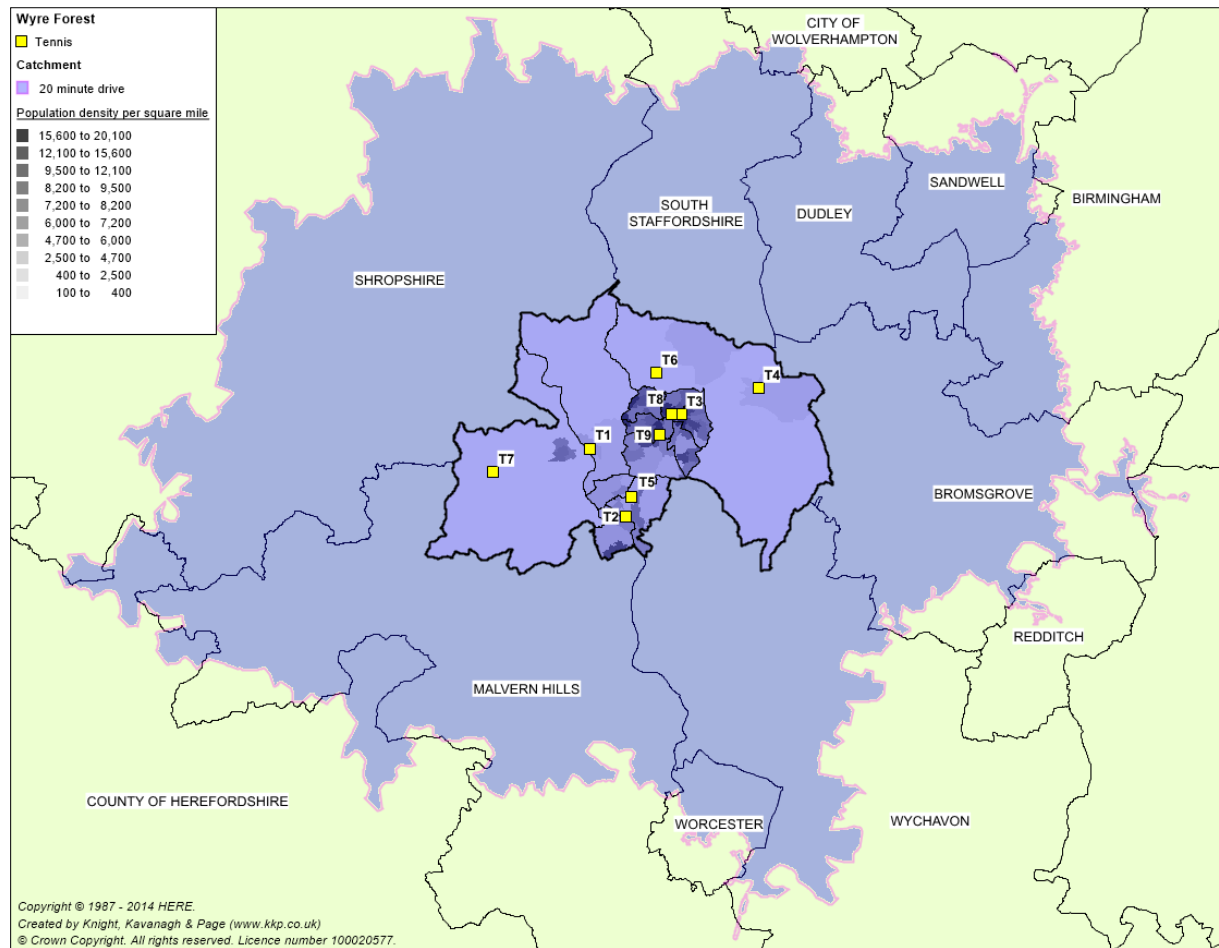 Wyre Forest
Tennis
Catchment
20 minute drive
Population density per square mile
15,600 to 20,100
12,100 to 15,600
9,500 to 12,100
8,200 to 9,500
7,200 to 8,200
6,000 to 7,200
4,700 to 6,000
2,500 to 4,700
400 to 2,500
100 to 400
CITY OF
WOLVERHAMPTON
SANDWELL
BIRMINGHAM
SOUTH
STAFFORDSHIRE
DUDLEY
SHROPSHIRE
T6
T4
T8
T3
T1
T9
T7
T5
T2
BROMSGROVE
REDDITCH
MALVERN HILLS
COUNTY OF HEREFORDSHIRE
WORCESTER
WYCHAVON
Copyright © 1987 - 2014 HERE.
Created by Knight, Kavanagh & Page (www.kkp.co.uk)
© Crown Copyright. All rights reserved. Licence number 100020577.